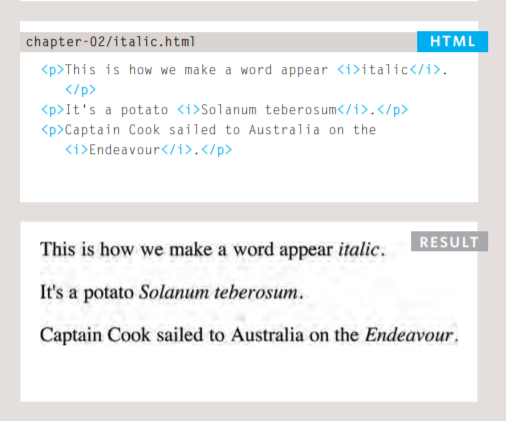 chapter-02/italic.html
HTML
<p>This is how we make a word appear <i>italic</i>.
</p>
<p>It's a potato <i>Solanum teberosum</i>.</p>
<p>Captain Cook sailed to Australia on the
<i>Endeavour</i>.</p>
RESULT
This is how we make a word appear italic.
It's a potato Solanum teberosum.
Captain Cook sailed to Australia on the Endeavour.